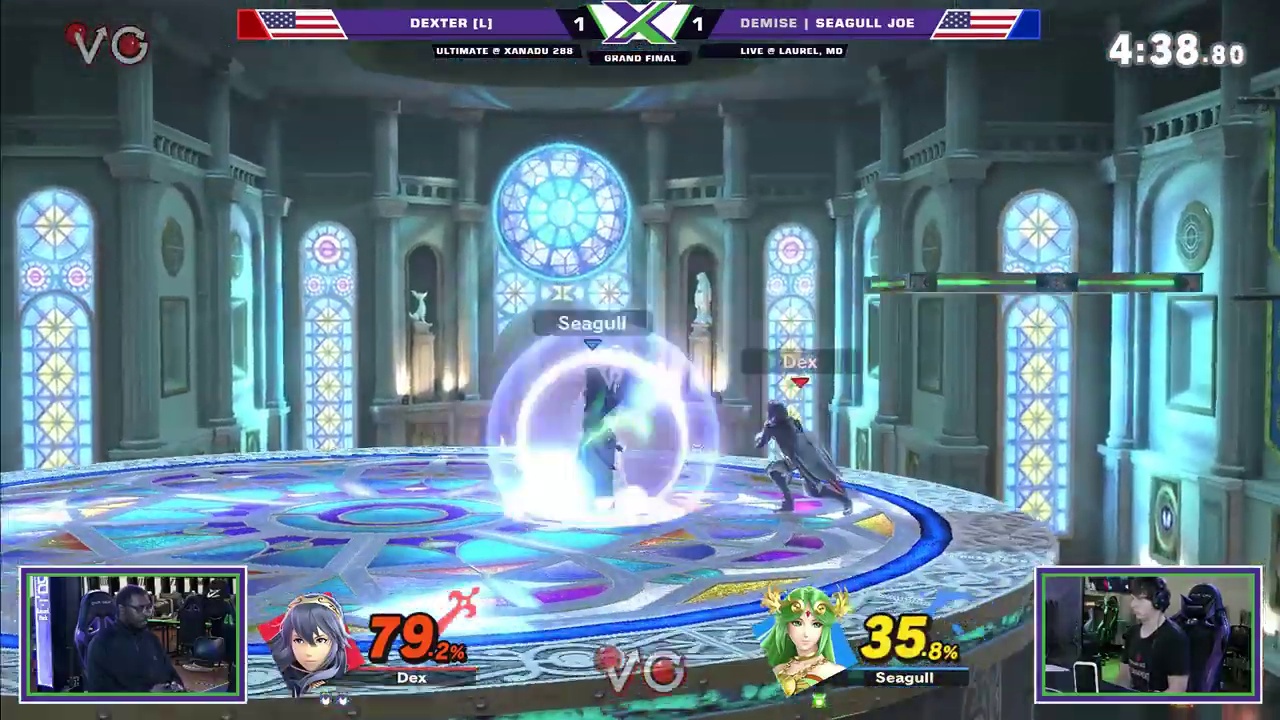 DEXTER [L] 1 X 1 DEMISE | SEAGULL JOE
ULTIMATE @ XANADU 288 GRAND FINAL LIVE @ LAUREL, MD
VG
4:38.80
Seagull
Dex
79.2%
Dex
VG
35.8%
Seagull